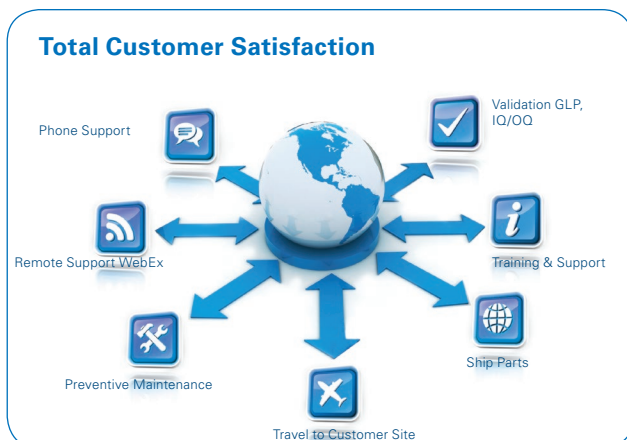 Total Customer Satisfaction
Phone Support
Validation GLP,
IQ/OQ
Remote Support WebEx
Training & Support
Preventive Maintenance
Ship Parts
Travel to Customer Site